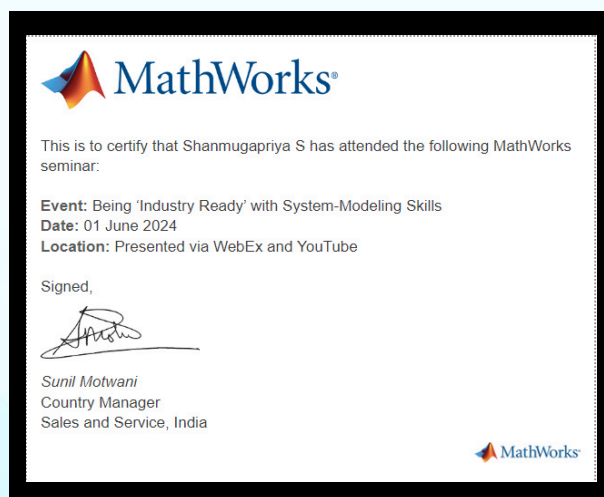 MathWorks®
This is to certify that Shanmugapriya S has attended the following MathWorks
seminar:
Event: Being ‘Industry Ready’ with System-Modeling Skills
Date: 01 June 2024
Location: Presented via WebEx and YouTube
Signed,
Sunil Motwani
Country Manager
Sales and Service, India
MathWorks